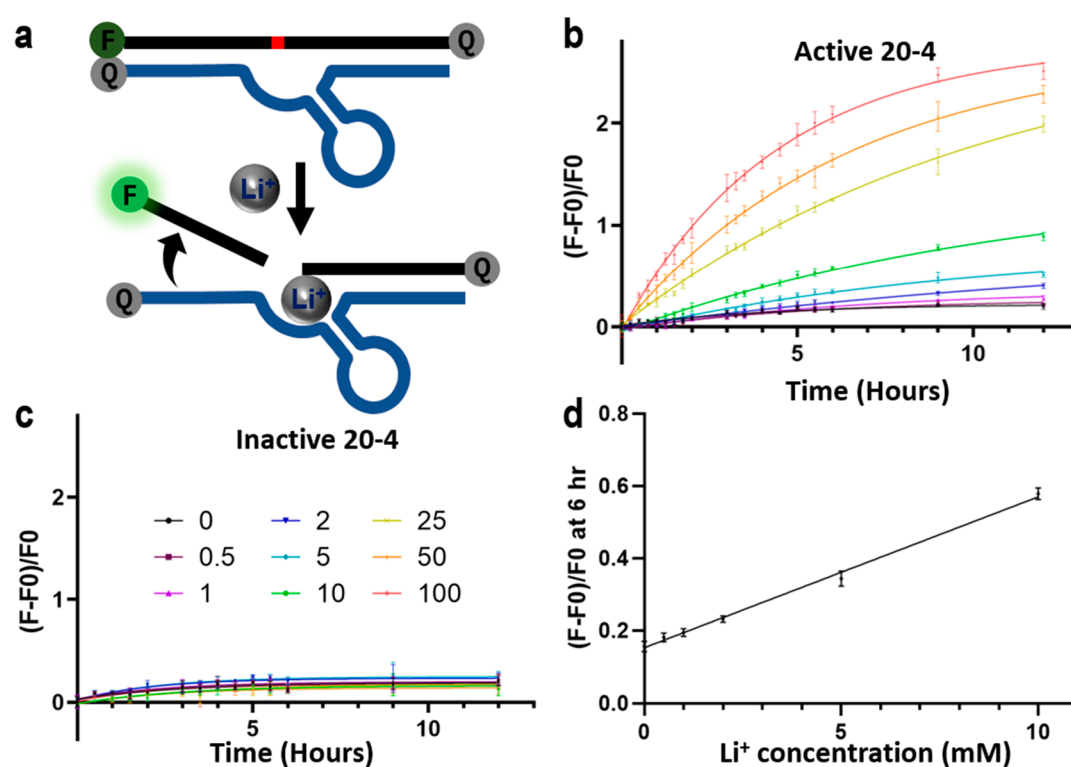 a
F
Q
Q
Li⁺
F
Q
Q
Li⁺
b
Active 20-4
(F-F0)/F0
2
1
0
5
10
Time (Hours)
c
Inactive 20-4
(F-F0)/F0
2
1
0
0 2 25
0.5 5 50
1 10 100
5
10
Time (Hours)
d
(F-F0)/F0 at 6 hr
0.8
0.6
0.4
0.2
0.0
0
5
10
Li⁺ concentration (mM)